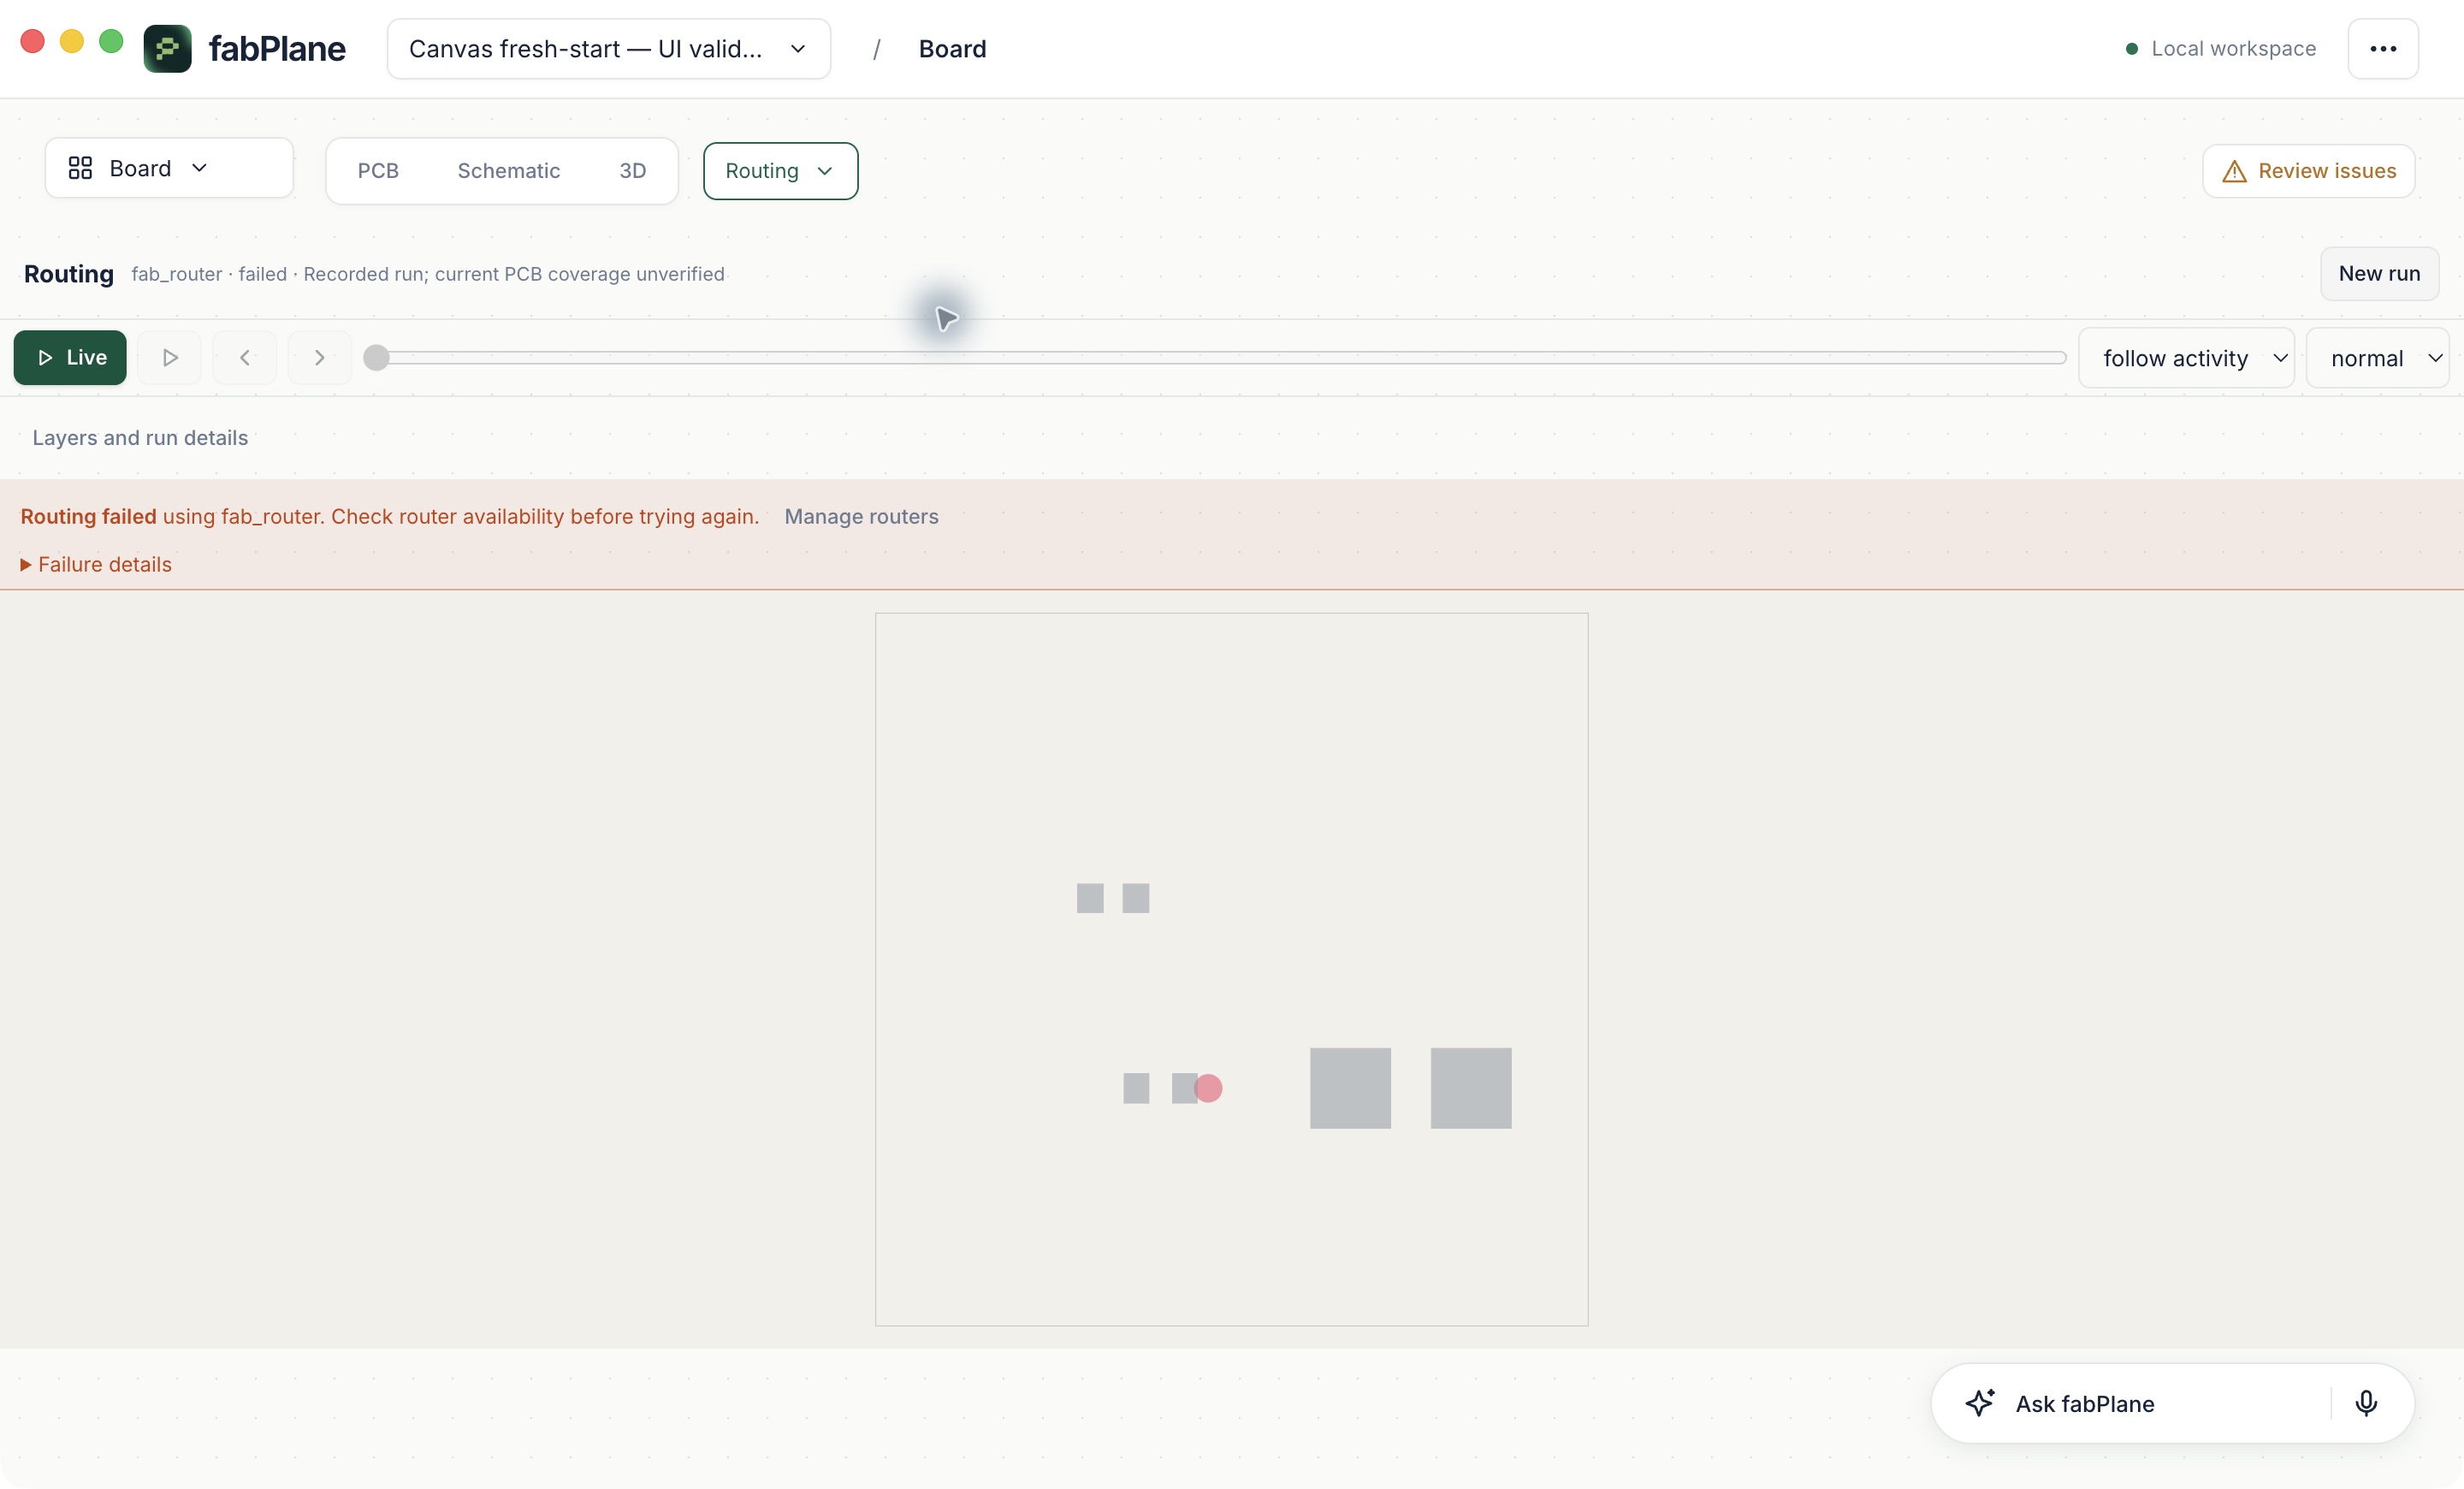 fabPlane
Canvas fresh-start — UI valid...
/
Board
Local workspace
Board
PCB
Schematic
3D
Routing
Review issues
Routing
fab_router · failed · Recorded run; current PCB coverage unverified
New run
Live
follow activity
normal
Layers and run details
Routing failed using fab_router. Check router availability before trying again. Manage routers
Failure details
Ask fabPlane